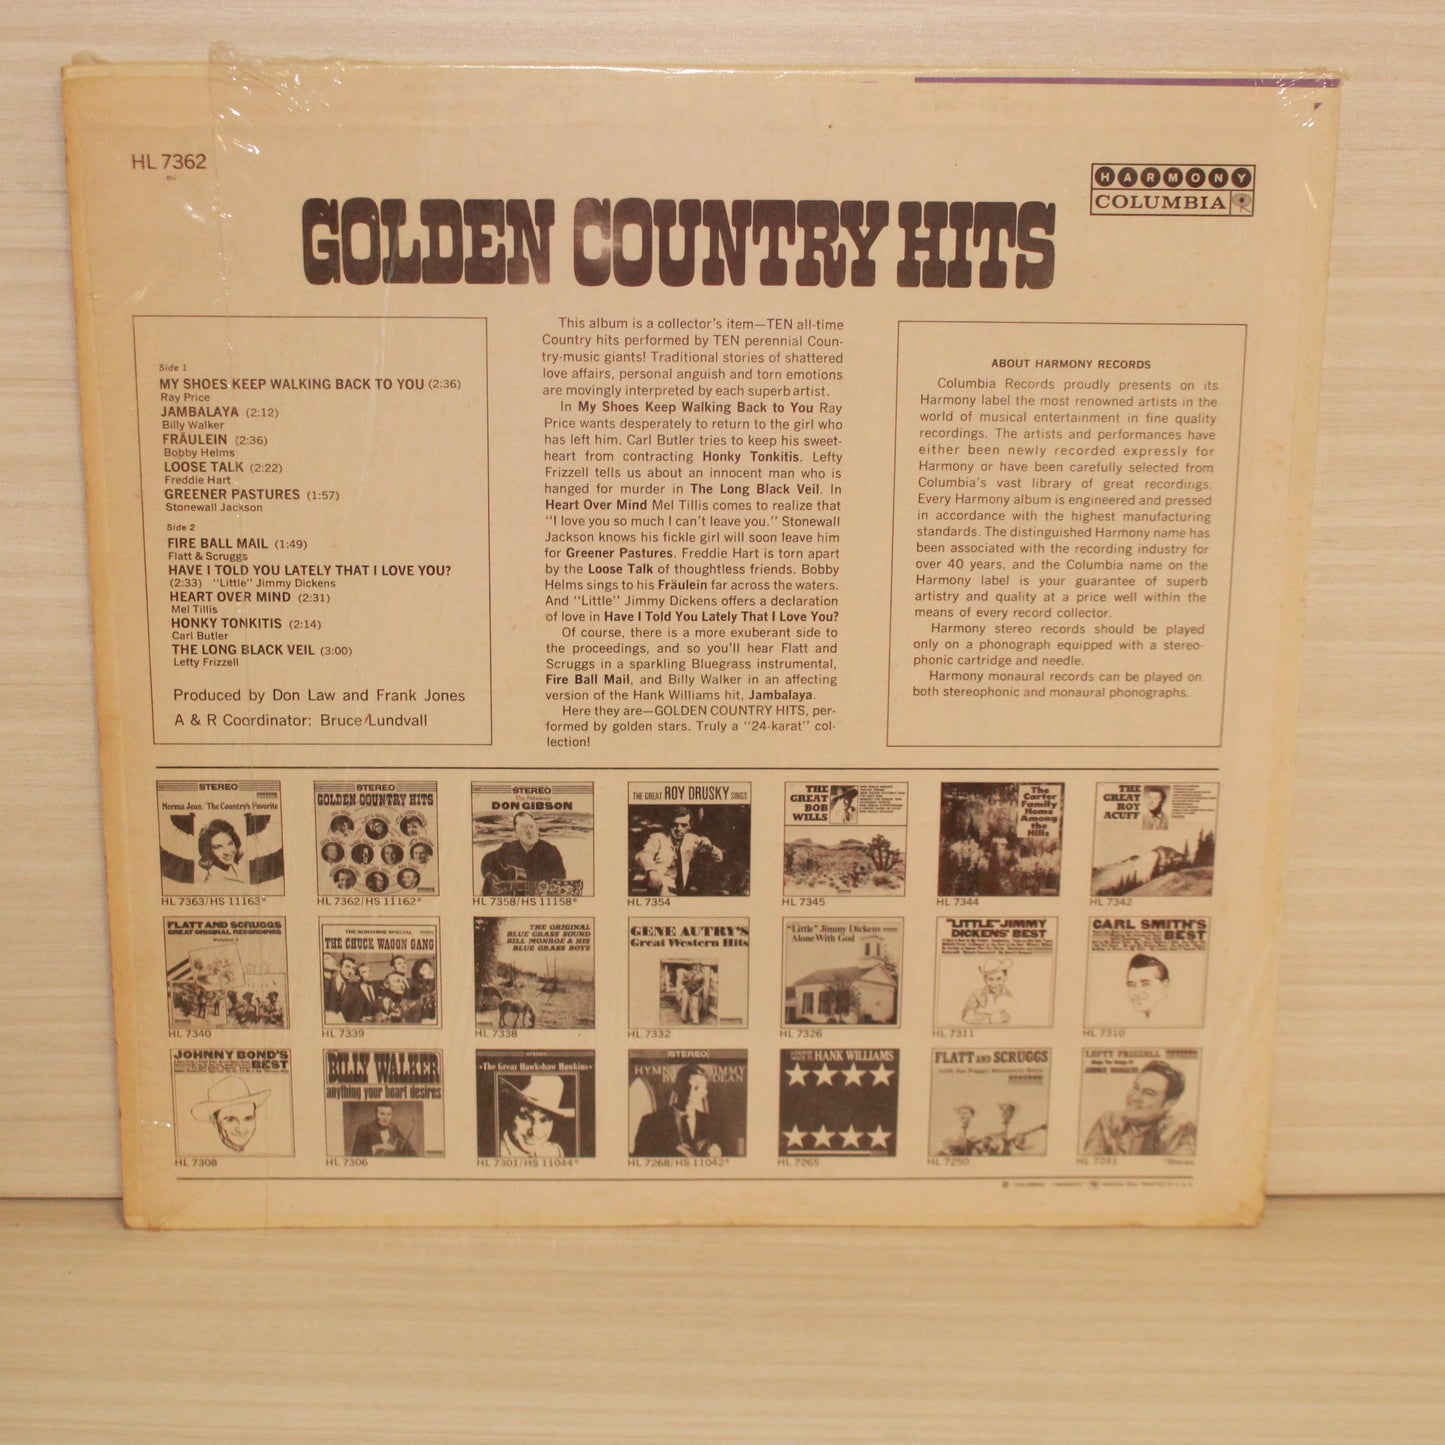 HL 7362
HARMONY
COLUMBIA
GOLDEN COUNTRY HITS
Side 1
MY SHOES KEEP WALKING BACK TO YOU (2:36)
Ray Price
JAMBALAYA (2:12)
Billy Walker
FRÄULEIN (2:36)
Bobby Helms
LOOSE TALK (2:22)
Freddie Hart
GREENER PASTURES (1:57)
Stonewall Jackson
Side 2
FIRE BALL MAIL (1:49)
Flatt & Scruggs
HAVE I TOLD YOU LATELY THAT I LOVE YOU?
(2:33) "Little" Jimmy Dickens
HEART OVER MIND (2:31)
Mel Tillis
HONKY TONKITIS (2:14)
Carl Butler
THE LONG BLACK VEIL (3:00)
Lefty Frizzell
Produced by Don Law and Frank Jones
A & R Coordinator: Bruce Lundvall
This album is a collector's item—TEN all-time
Country hits performed by TEN perennial Coun-
try-music giants! Traditional stories of shattered
love affairs, personal anguish and torn emotions
are movingly interpreted by each superb artist.
In My Shoes Keep Walking Back to You Ray
Price wants desperately to return to the girl who
has left him. Carl Butler tries to keep his sweet-
heart from contracting Honky Tonkitis. Lefty
Frizzell tells us about an innocent man who is
hanged for murder in The Long Black Veil. In
Heart Over Mind Mel Tillis comes to realize that
"I love you so much I can't leave you." Stonewall
Jackson knows his fickle girl will soon leave him
for Greener Pastures. Freddie Hart is torn apart
by the Loose Talk of thoughtless friends. Bobby
Helms sings to his Fräulein far across the waters.
And "Little" Jimmy Dickens offers a declaration
of love in Have I Told You Lately That I Love You?
Of course, there is a more exuberant side to
the proceedings, and so you'll hear Flatt and
Scruggs in a sparkling Bluegrass instrumental,
Fire Ball Mail, and Billy Walker in an affecting
version of the Hank Williams hit, Jambalaya.
Here they are—GOLDEN COUNTRY HITS, per-
formed by golden stars. Truly a "24-karat" col-
lection!
ABOUT HARMONY RECORDS
Columbia Records proudly presents on its
Harmony label the most renowned artists in the
world of musical entertainment in fine quality
recordings. The artists and performances have
either been newly recorded expressly for
Harmony or have been carefully selected from
Columbia's vast library of great recordings.
Every Harmony album is engineered and pressed
in accordance with the highest manufacturing
standards. The distinguished Harmony name has
been associated with the recording industry for
over 40 years, and the Columbia name on the
Harmony label is your guarantee of superb
artistry and quality at a price well within the
means of every record collector.
Harmony stereo records should be played
only on a phonograph equipped with a stereo-
phonic cartridge and needle.
Harmony monaural records can be played on
both stereophonic and monaural phonographs.
STEREO
Norma Jean/The Country's Favorite
HL 7363/HS 11163*
STEREO
GOLDEN COUNTRY HITS
HL 7362/HS 11162*
STEREO
The Fabulous
DON GIBSON
HL 7358/HS 11158*
THE GREAT ROY DRUSKY SINGS
HL 7354
THE
GREAT
BOB
WILLS
HL 7345
The
Carter
Family
Home
Among
the
Hills
HL 7344
THE
GREAT
ROY
ACUFF
HL 7342
FLATT AND SCRUGGS
GREAT ORIGINAL RECORDINGS
Volume 1
HL 7340
THE SUNSHINE SPECIAL
THE CHUCK WAGON GANG
HL 7339
THE ORIGINAL
BLUE GRASS SOUND
BILL MONROE & HIS
BLUE GRASS BOYS
HL 7338
GENE AUTRY'S
Great Western Hits
HL 7332
"Little" Jimmy Dickens
Alone With God
HL 7326
"LITTLE" JIMMY
DICKENS' BEST
HL 7311
CARL SMITH'S
BEST
HL 7310
JOHNNY BOND'S
BEST
HL 7308
BILLY WALKER
anything your heart desires
HL 7306
STEREO
The Great Hawkshaw Hawkins
HL 7301/HS 11044*
STEREO
HYMNS
BY JIMMY
DEAN
HL 7268/HS 11042*
HANK WILLIAMS
HL 7265
FLATT AND SCRUGGS
with the Foggy Mountain Boys
HL 7250
LEFTY FRIZZELL
HL 7241
*Stereo